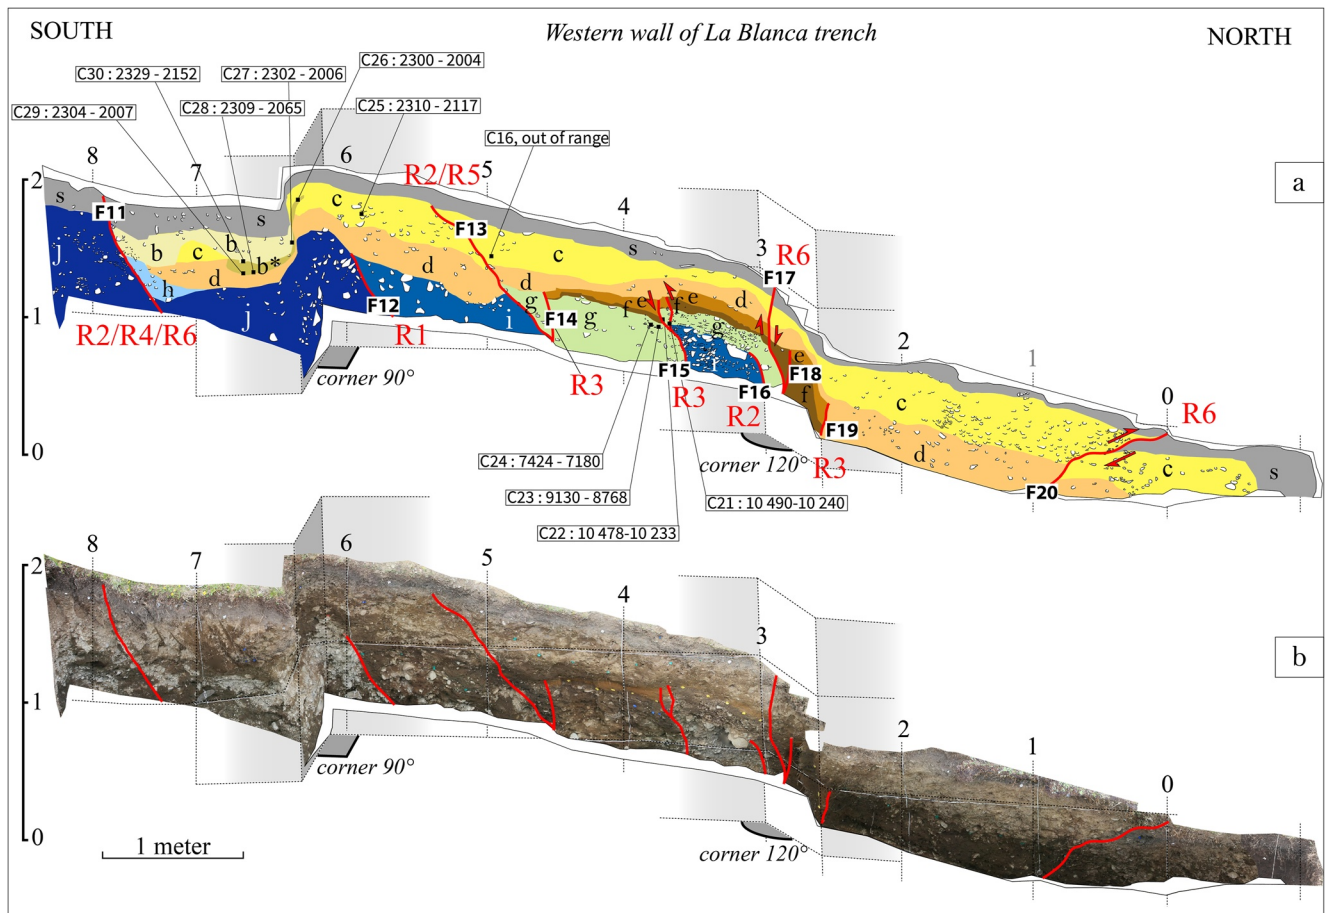 SOUTH
Western wall of La Blanca trench
NORTH
C26 : 2300 - 2004
C30 : 2329 - 2152
C27 : 2302 - 2006
C29 : 2304 - 2007
C28 : 2309 - 2065
C25 : 2310 - 2117
C16, out of range
a
8
7
6
5
4
3
2
1
0
2
1
0
R2/R5
R6
s
F11
s
c
F13
s
F17
j
b
c
b
b*
c
d
h
d
d
d
e
f
f
e
d
j
F12
i
g
F14
g
g
i
F15
F16
e
F18
f
F19
c
d
F20
c
s
R6
R2/R4/R6
R1
R3
R3
R2
R3
corner 90°
corner 120°
C24 : 7424 - 7180
C23 : 9130 - 8768
C22 : 10 478-10 233
C21 : 10 490-10 240
b
8
7
6
5
4
3
2
1
0
2
1
0
corner 90°
corner 120°
1 meter